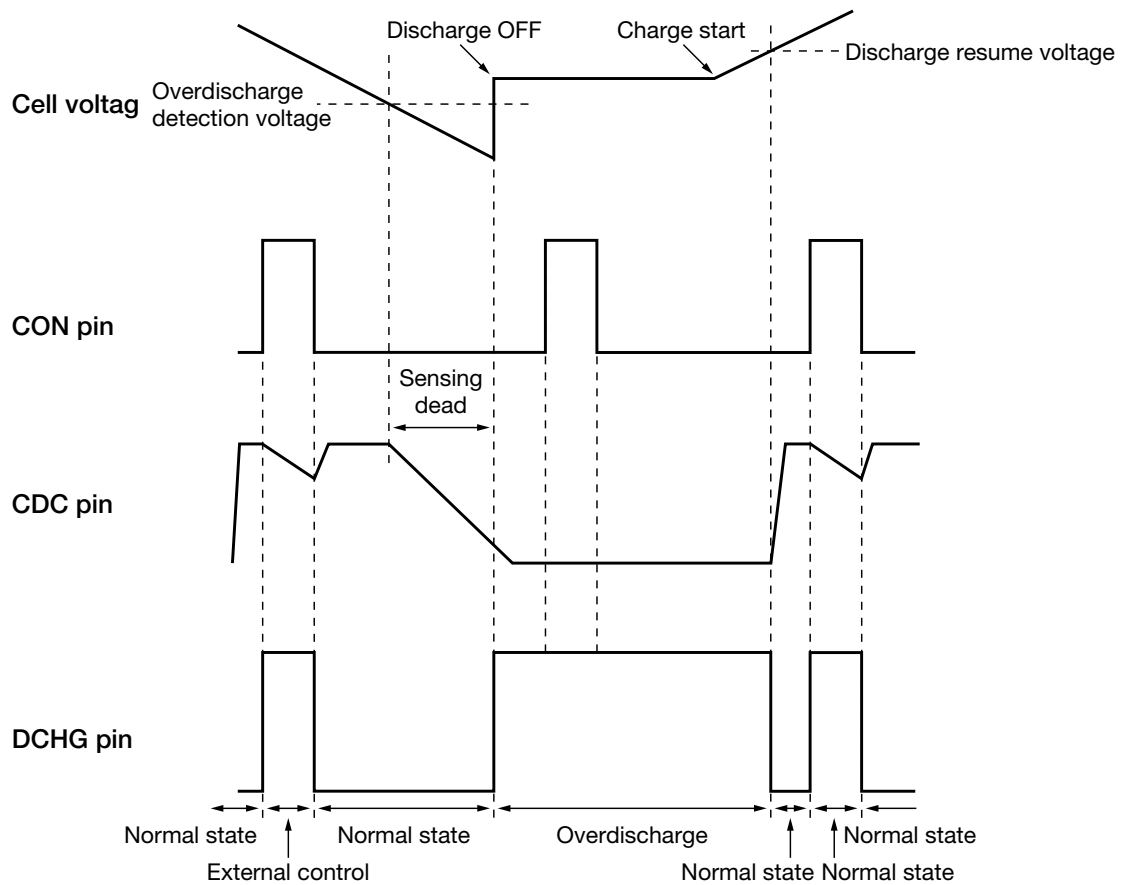 Discharge OFF
Charge start
Discharge resume voltage
Cell voltag
Overdischarge
detection voltage
CON pin
Sensing
dead
CDC pin
DCHG pin
Normal state
Normal state
Overdischarge
Normal state
External control
Normal state
Normal state